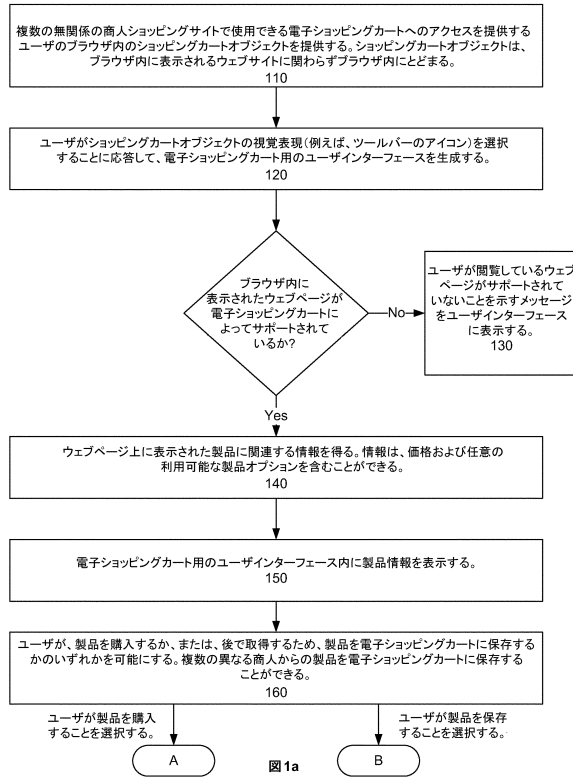 複数の無関係の商人ショッピングサイトで使用できる電子ショッピングカートへのアクセスを提供する
ユーザのブラウザ内のショッピングカートオブジェクトを提供する。ショッピングカートオブジェクトは、
ブラウザ内に表示されるウェブサイトに関わらずブラウザ内にとどまる。
110
ユーザがショッピングカートオブジェクトの視覚表現(例えば、ツールバーのアイコン)を選択
することに応答して、電子ショッピングカート用のユーザインターフェースを生成する。
120
ブラウザ内に
表示されたウェブページが
電子ショッピングカートに
よってサポートされて
いるか?
No
ユーザが閲覧しているウェブ
ページがサポートされて
いないことを示すメッセージ
をユーザインターフェース
に表示する。
130
Yes
ウェブページ上に表示された製品に関連する情報を得る。情報は、価格および任意の
利用可能な製品オプションを含むことができる。
140
電子ショッピングカート用のユーザインターフェース内に製品情報を表示する。
150
ユーザが、製品を購入するか、または、後で取得するため、製品を電子ショッピングカートに保存する
かのいずれかを可能にする。複数の異なる商人からの製品を電子ショッピングカートに保存する
ことができる。
160
ユーザが製品を購入
することを選択する。
ユーザが製品を保存
することを選択する。
A
B
図1a